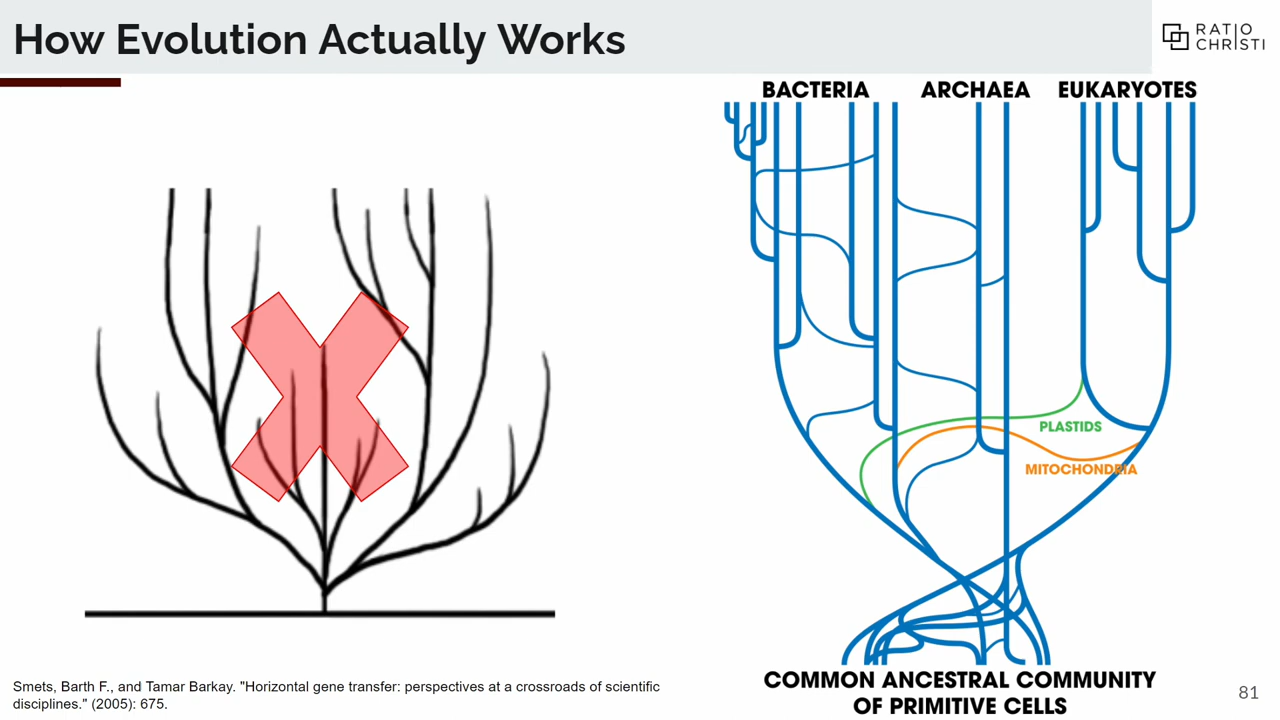 How Evolution Actually Works
RATIO
CHRISTI
BACTERIA ARCHAEA EUKARYOTES
PLASTIDS
MITOCHONDRIA
COMMON ANCESTRAL COMMUNITY
OF PRIMITIVE CELLS
Smets, Barth F., and Tamar Barkay. "Horizontal gene transfer: perspectives at a crossroads of scientific
disciplines." (2005): 675.
81